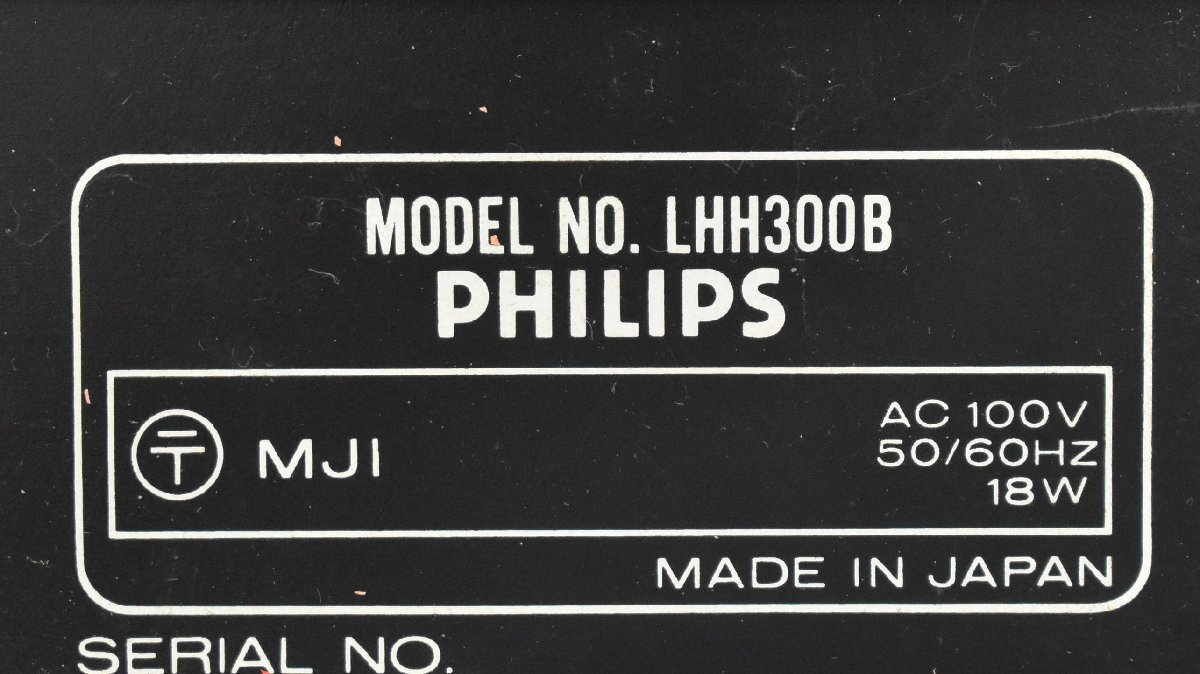 MODEL NO. LHH300B
PHILIPS
〒 MJI
AC 100V
50/60HZ
18W
MADE IN JAPAN
SERIAL NO.